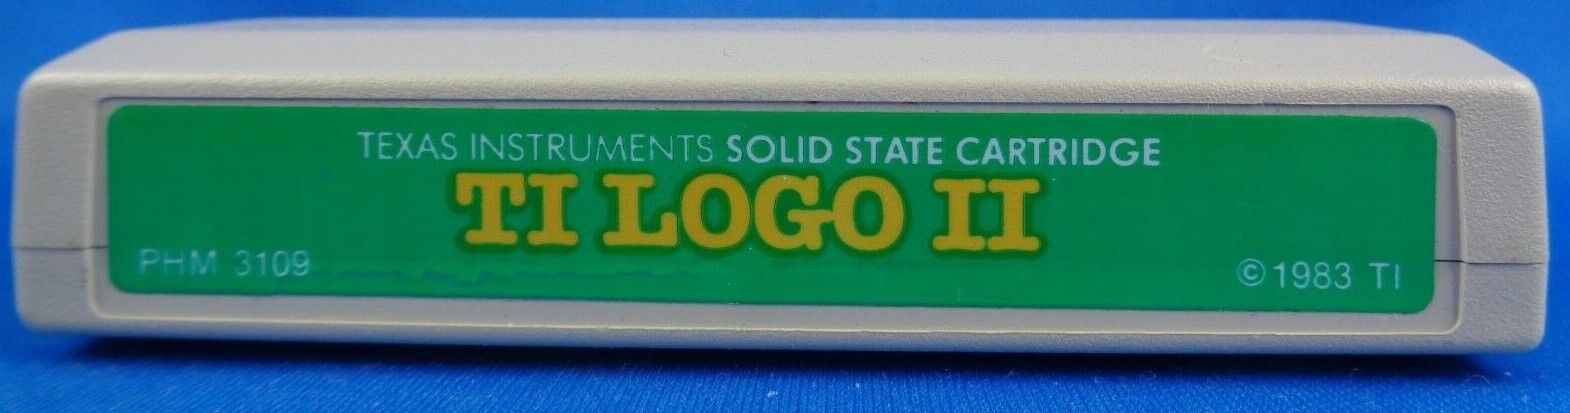 TEXAS INSTRUMENTS SOLID STATE CARTRIDGE
TI LOGO II
PHM 3109
© 1983 TI